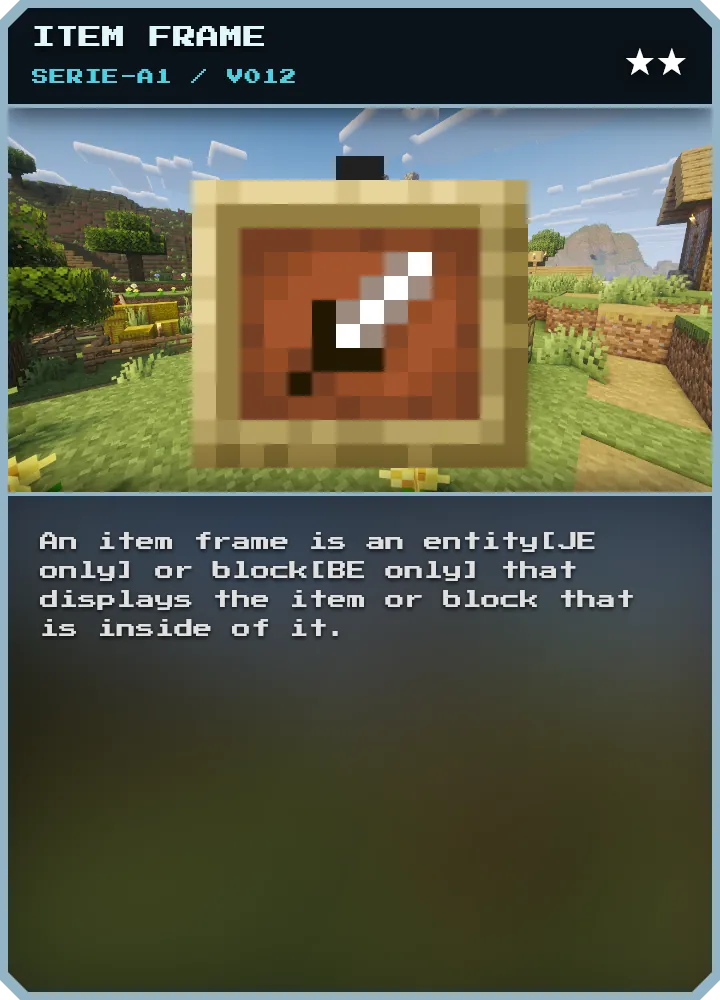 ITEM FRAME
SERIE-A1 / V012
★★
An item frame is an entity[JE
only] or block[BE only] that
displays the item or block that
is inside of it.